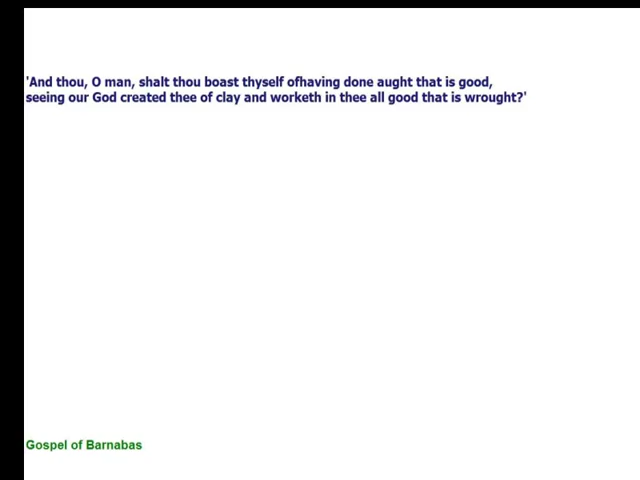 'And thou, O man, shalt thou boast thyself ofhaving done aught that is good,
seeing our God created thee of clay and worketh in thee all good that is wrought?'
Gospel of Barnabas